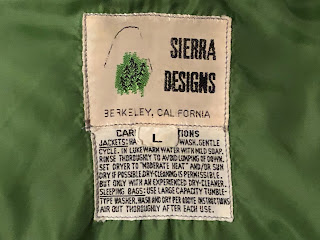 SIERRA
DESIGNS
BERKELEY, CALIFORNIA
L
JACKETS: WASH, GENTLE
CYCLE, IN LUKEWARM WATER WITH MILD SOAP.
RINSE THOROUGHLY TO AVOID LUMPING OF DOWN.
SET DRYER TO "MODERATE HEAT" AND/OR SUN
DRY IF POSSIBLE. DRY-CLEANING IS PERMISSIBLE.
BUT ONLY WITH AN EXPERIENCED DRY-CLEANER.
SLEEPING BAGS: USE LARGE CAPACITY TUMBLE-
TYPE WASHER. WASH AND DRY PER ABOVE INSTRUCTIONS
AIR OUT THOROUGHLY AFTER EACH USE.